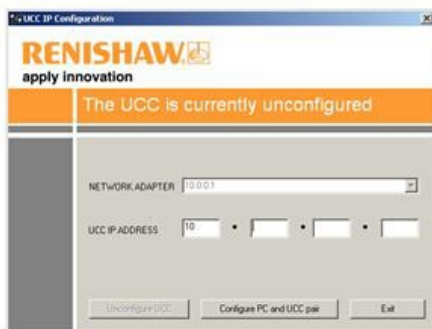 UCC IP Configuration
RENISHAW
apply innovation
The UCC is currently unconfigured
NETWORK ADAPTER 10.0.0.1
UCC IP ADDRESS 10 . . .
Unconfigure UCC Configure PC and UCC pair Exit